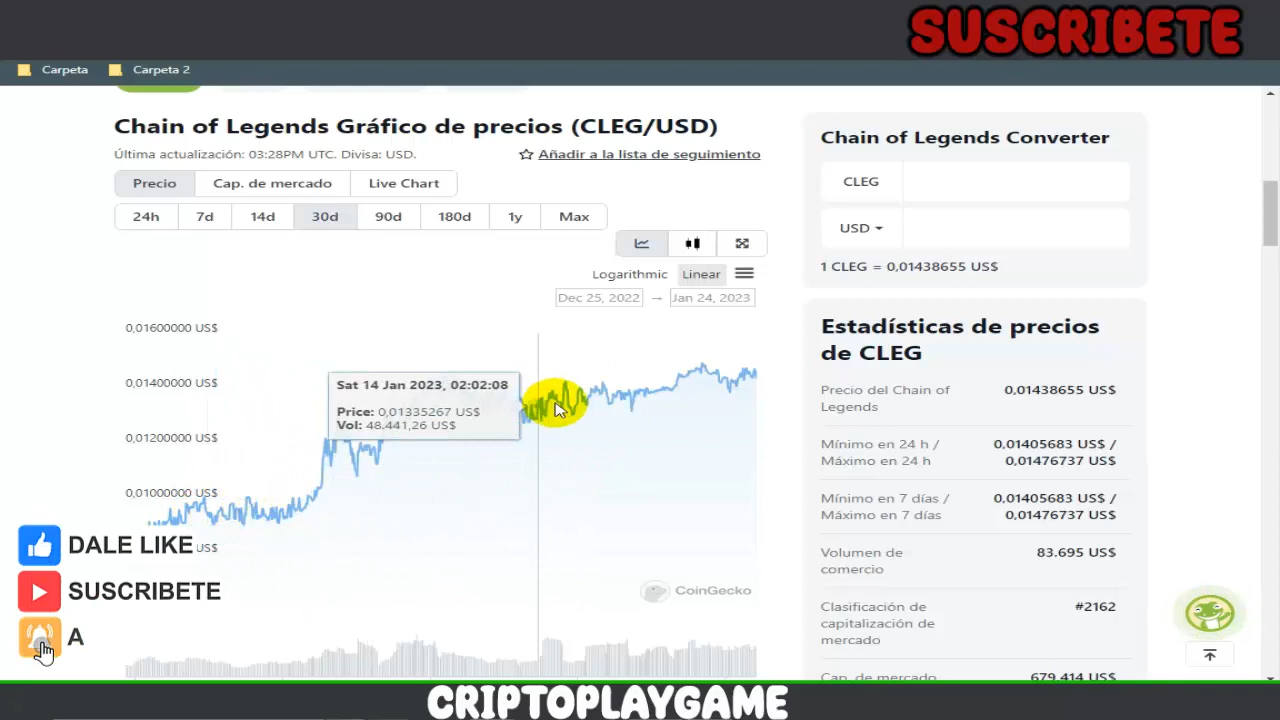 SUSCRIBETE
Carpeta Carpeta 2
Chain of Legends Gráfico de precios (CLEG/USD)
Última actualización: 03:28PM UTC. Divisa: USD.
Añadir a la lista de seguimiento
Precio Cap. de mercado Live Chart
24h 7d 14d 30d 90d 180d 1y Max
Logarithmic Linear
Dec 25, 2022 → Jan 24, 2023
0,01600000 US$
0,01400000 US$
0,01200000 US$
0,01000000 US$
US$
Sat 14 Jan 2023, 02:02:08
Price: 0,01335267 US$
Vol: 48.441,26 US$
CoinGecko
Chain of Legends Converter
CLEG
USD
1 CLEG = 0,01438655 US$
Estadísticas de precios
de CLEG
Precio del Chain of 0,01438655 US$
Legends
Mínimo en 24 h / 0,01405683 US$ /
Máximo en 24 h 0,01476737 US$
Mínimo en 7 días / 0,01405683 US$ /
Máximo en 7 días 0,01476737 US$
Volumen de 83.695 US$
comercio
Clasificación de #2162
capitalización de
mercado
Cap. de mercado 679.414 US$
DALE LIKE
SUSCRIBETE
A
CRIPTOPLAYGAME